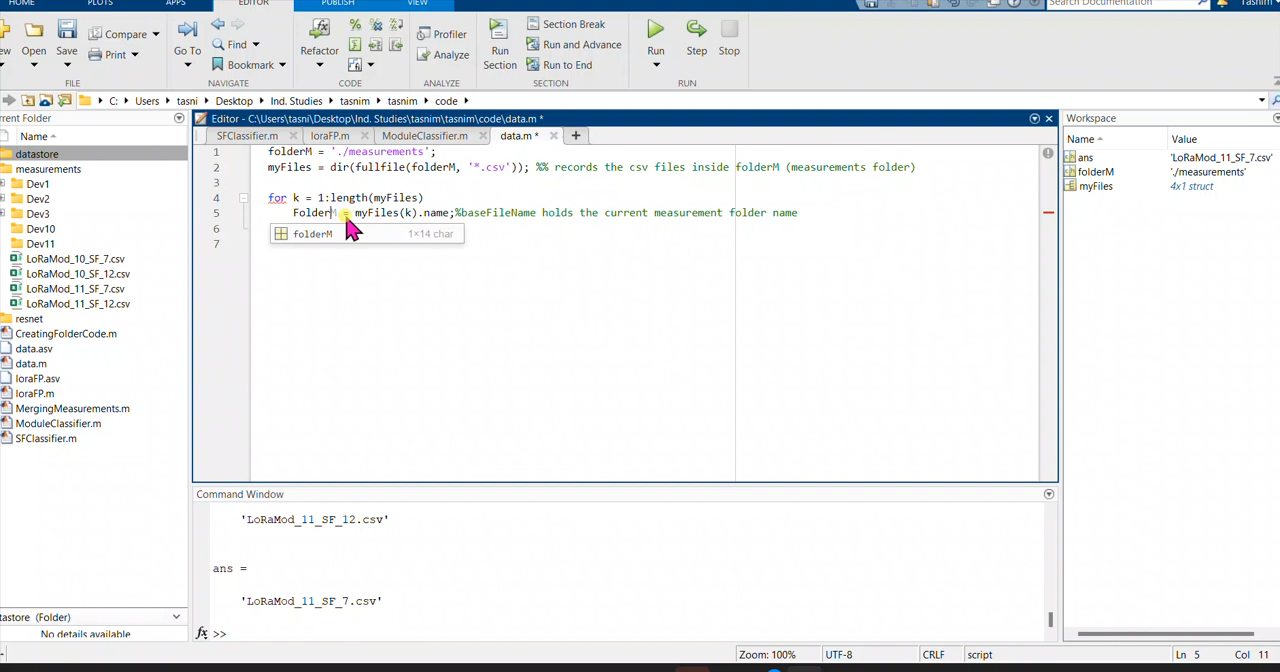 HOME PLOTS APPS EDITOR PUBLISH VIEW Search Documentation Tashim
Open Save Compare Print Go To Find Bookmark Refactor Profiler Analyze Run Section Section Break Run and Advance Run to End Run Step Stop
FILE NAVIGATE CODE ANALYZE SECTION RUN
C: Users tasni Desktop Ind. Studies tasnim tasnim code
rrent Folder
Name
datastore
measurements
Dev1
Dev2
Dev3
Dev10
Dev11
LoRaMod_10_SF_7.csv
LoRaMod_10_SF_12.csv
LoRaMod_11_SF_7.csv
LoRaMod_11_SF_12.csv
resnet
CreatingFolderCode.m
data.asv
data.m
loraFP.asv
loraFP.m
MergingMeasurements.m
ModuleClassifier.m
SFClassifier.m
tastore (Folder)
No details available
Editor - C:\Users\tasni\Desktop\Ind. Studies\tasnim\tasnim\code\data.m *
SFClassifier.m loraFP.m ModuleClassifier.m data.m * +
1 folderM = './measurements';
2 myFiles = dir(fullfile(folderM, '*.csv')); %% records the csv files inside folderM (measurements folder)
3
4 for k = 1:length(myFiles)
5 FolderM = myFiles(k).name;%baseFileName holds the current measurement folder name
6
7
folderM 1×14 char
Command Window
'LoRaMod_11_SF_12.csv'
ans =
'LoRaMod_11_SF_7.csv'
fx >>
Workspace
Name Value
ans 'LoRaMod_11_SF_7.csv'
folderM './measurements'
myFiles 4x1 struct
Zoom: 100% UTF-8 CRLF script Ln 5 Col 11